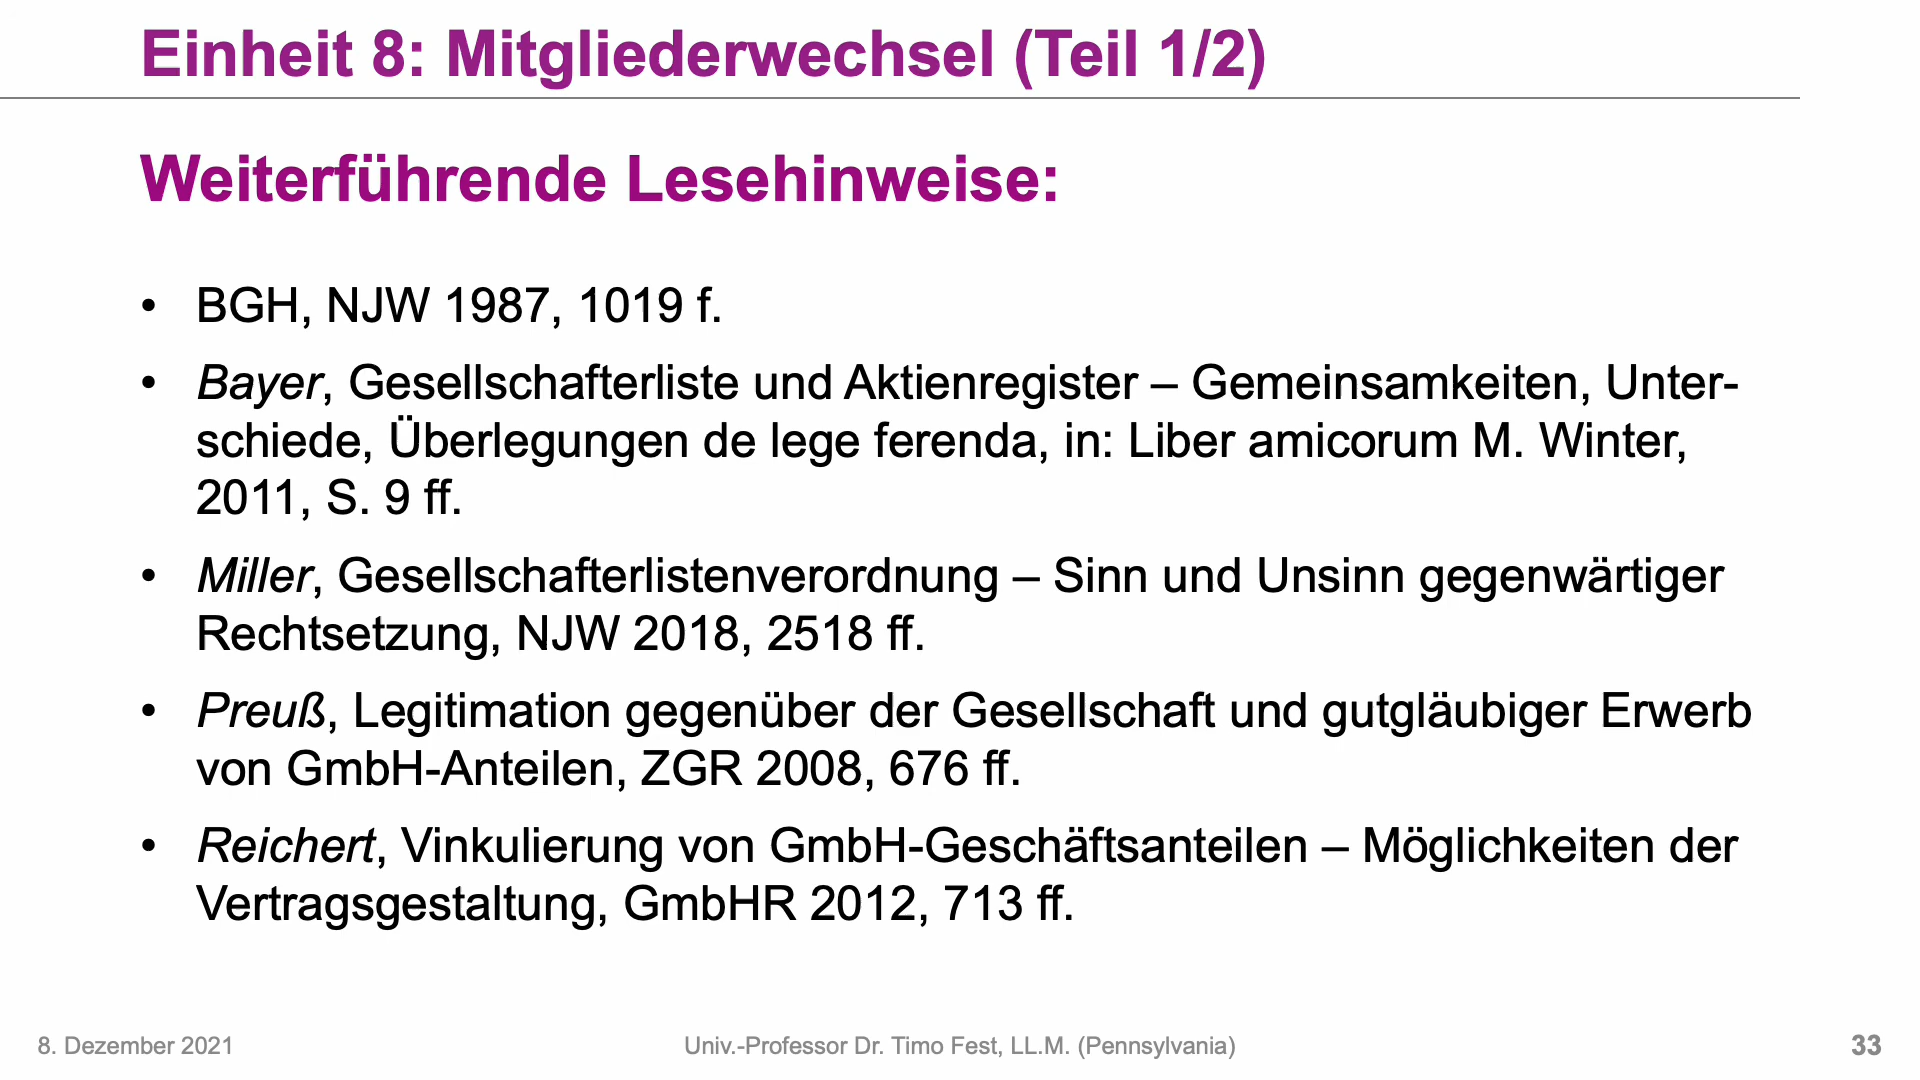 Einheit 8: Mitgliederwechsel (Teil 1/2)
Weiterführende Lesehinweise:
• BGH, NJW 1987, 1019 f.
• Bayer, Gesellschafterliste und Aktienregister – Gemeinsamkeiten, Unter-
schiede, Überlegungen de lege ferenda, in: Liber amicorum M. Winter,
2011, S. 9 ff.
• Miller, Gesellschafterlistenverordnung – Sinn und Unsinn gegenwärtiger
Rechtsetzung, NJW 2018, 2518 ff.
• Preuß, Legitimation gegenüber der Gesellschaft und gutgläubiger Erwerb
von GmbH-Anteilen, ZGR 2008, 676 ff.
• Reichert, Vinkulierung von GmbH-Geschäftsanteilen – Möglichkeiten der
Vertragsgestaltung, GmbHR 2012, 713 ff.
8. Dezember 2021
Univ.-Professor Dr. Timo Fest, LL.M. (Pennsylvania)
33